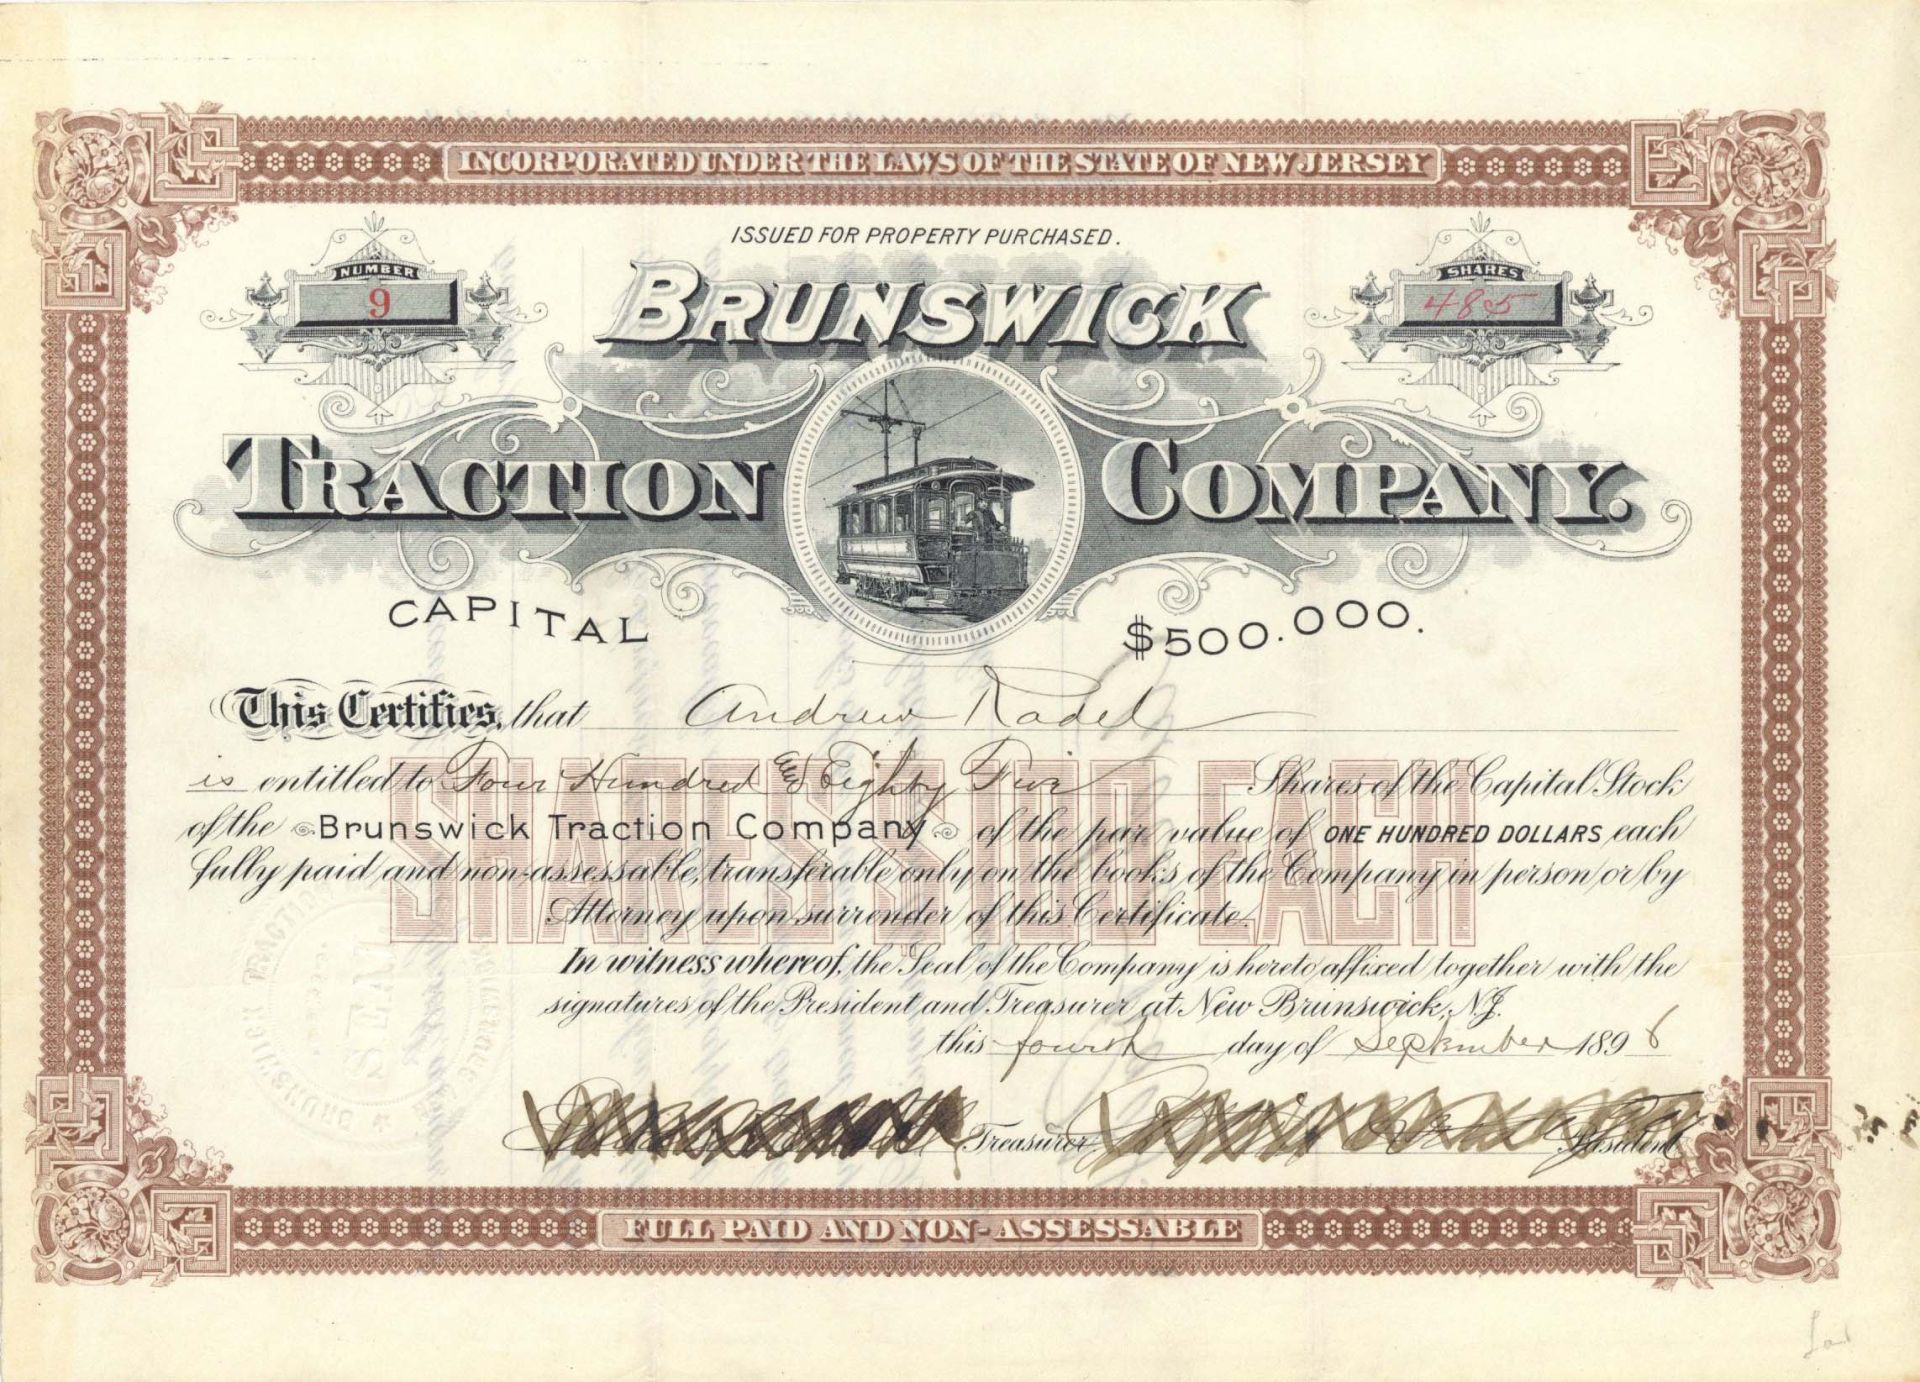 INCORPORATED UNDER THE LAWS OF THE STATE OF NEW JERSEY
ISSUED FOR PROPERTY PURCHASED.
NUMBER
9
SHARES
485
BRUNSWICK
TRACTION COMPANY.
CAPITAL $500.000.
This Certifies, that Andrew Radel
is entitled to Four Hundred and Eighty Five Shares of the Capital Stock
of the Brunswick Traction Company of the par value of ONE HUNDRED DOLLARS each
fully paid and non-assessable, transferable only on the books of the Company in person or by
Attorney upon surrender of this Certificate.
SHARES $100 EACH
In witness whereof, the Seal of the Company is hereto affixed together with the
signatures of the President and Treasurer at New Brunswick, N.J.
this fourth day of September 1896
Treasurer President
BRUNSWICK TRACTION
SEAL
FULL PAID AND NON-ASSESSABLE